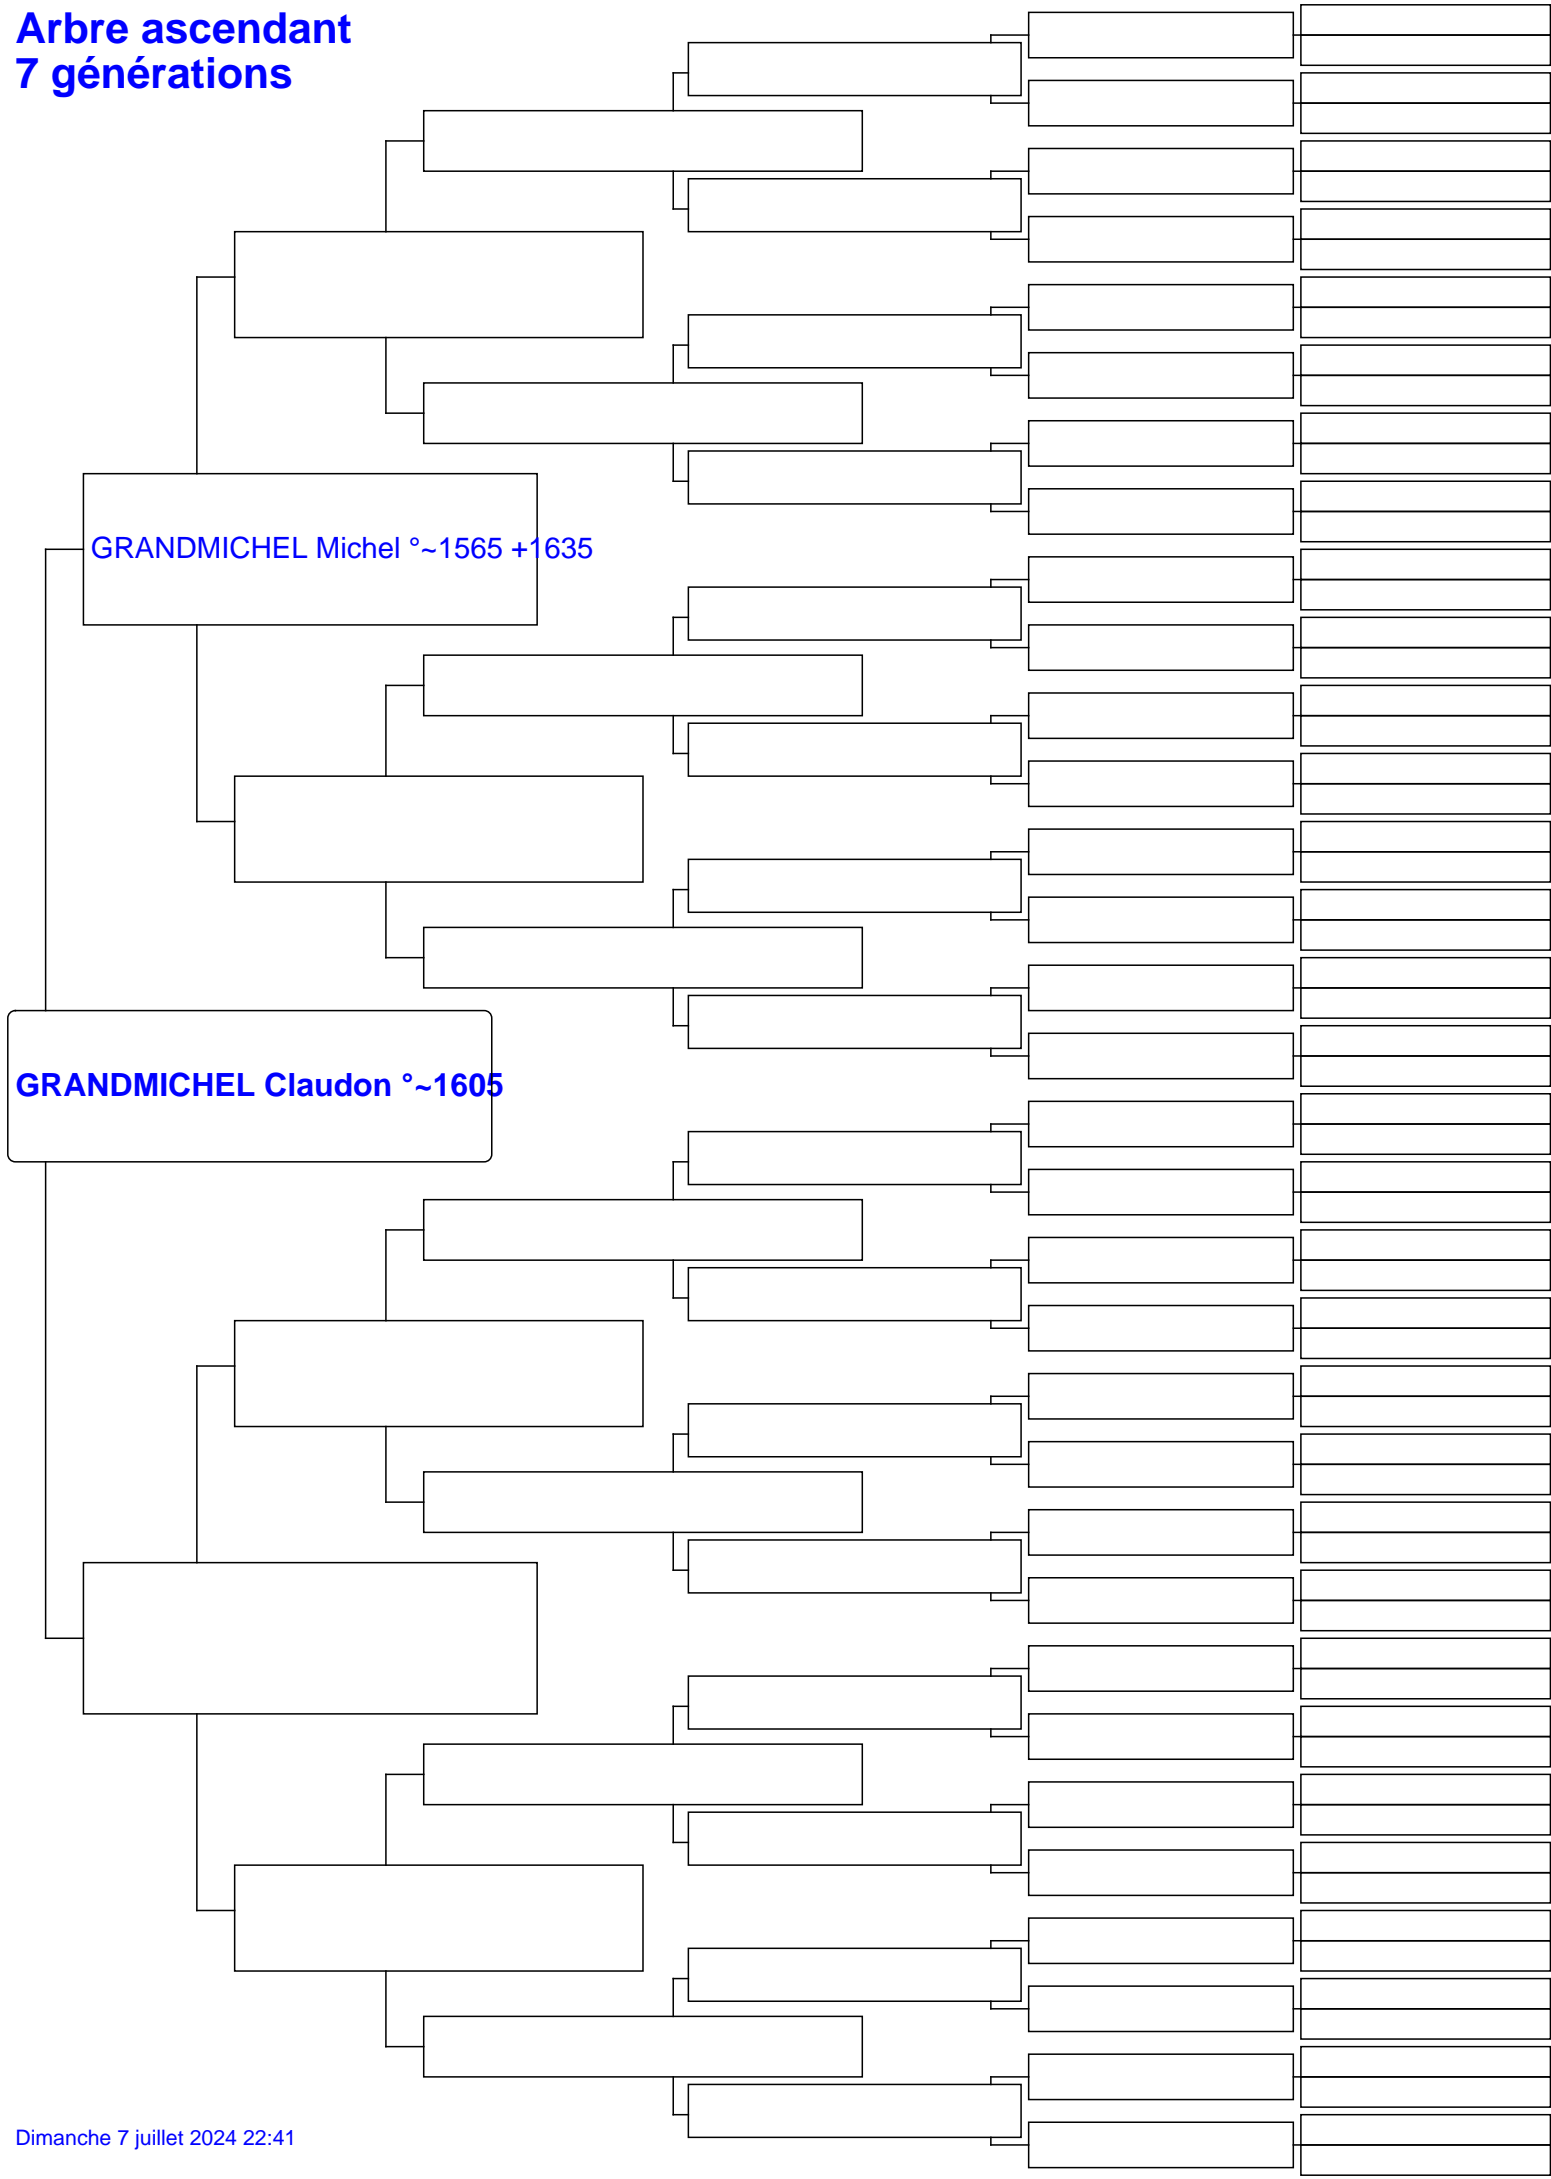 Arbre ascendant
7 générations
GRANDMICHEL Michel °~1565 +1635
GRANDMICHEL Claudon °~1605
Dimanche 7 juillet 2024 22:41